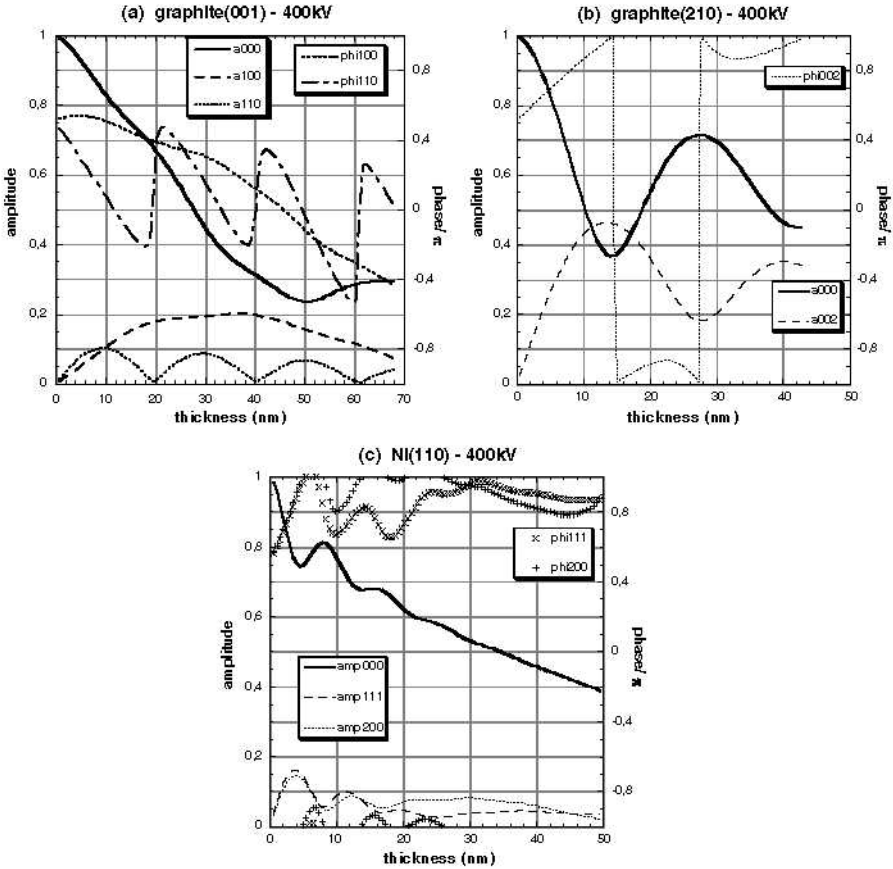 (a) graphite(001) - 400kV
a000
a100
a110
phi100
phi110
1
0,8
0,6
0,4
0,2
0
0,8
0,4
0
-0,4
-0,8
amplitude
phase/ π
0 10 20 30 40 50 60 70
thickness (nm)
(b) graphite(210) - 400kV
phi002
a000
a002
1
0,8
0,6
0,4
0,2
0
0,8
0,4
0
-0,4
-0,8
amplitude
phase/ π
0 10 20 30 40 50
thickness (nm)
(c) Ni(110) - 400kV
phi111
phi200
amp000
amp111
amp200
1
0,8
0,6
0,4
0,2
0
0,8
0,4
0
-0,4
-0,8
amplitude
phase/ π
0 10 20 30 40 50
thickness (nm)